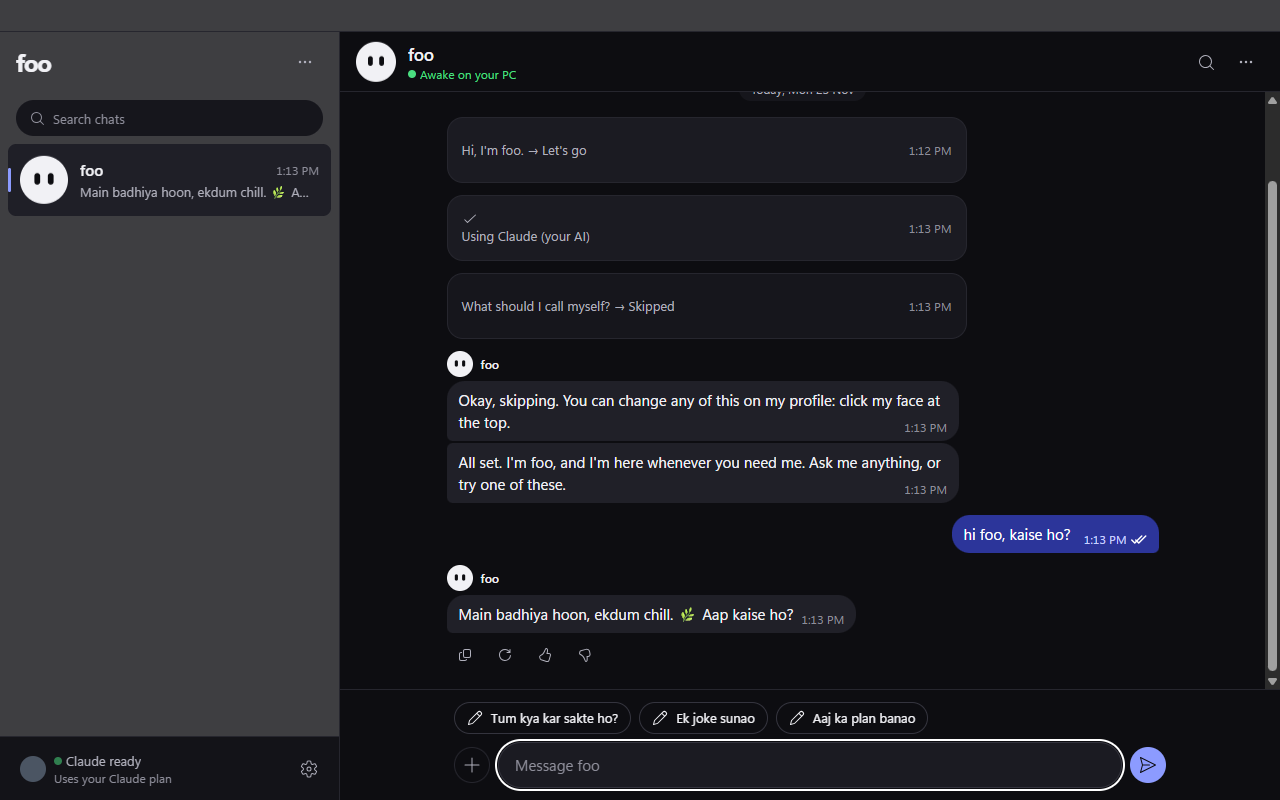 foo
Search chats
foo
1:13 PM
Main badhiya hoon, ekdum chill. 🌿 A...
Claude ready
Uses your Claude plan
foo
Awake on your PC
Today, Mon 23 Nov
Hi, I'm foo. → Let's go
1:12 PM
Using Claude (your AI)
1:13 PM
What should I call myself? → Skipped
1:13 PM
foo
Okay, skipping. You can change any of this on my profile: click my face at
the top.
1:13 PM
All set. I'm foo, and I'm here whenever you need me. Ask me anything, or
try one of these.
1:13 PM
hi foo, kaise ho?
1:13 PM
foo
Main badhiya hoon, ekdum chill. 🌿 Aap kaise ho?
1:13 PM
Tum kya kar sakte ho?
Ek joke sunao
Aaj ka plan banao
Message foo